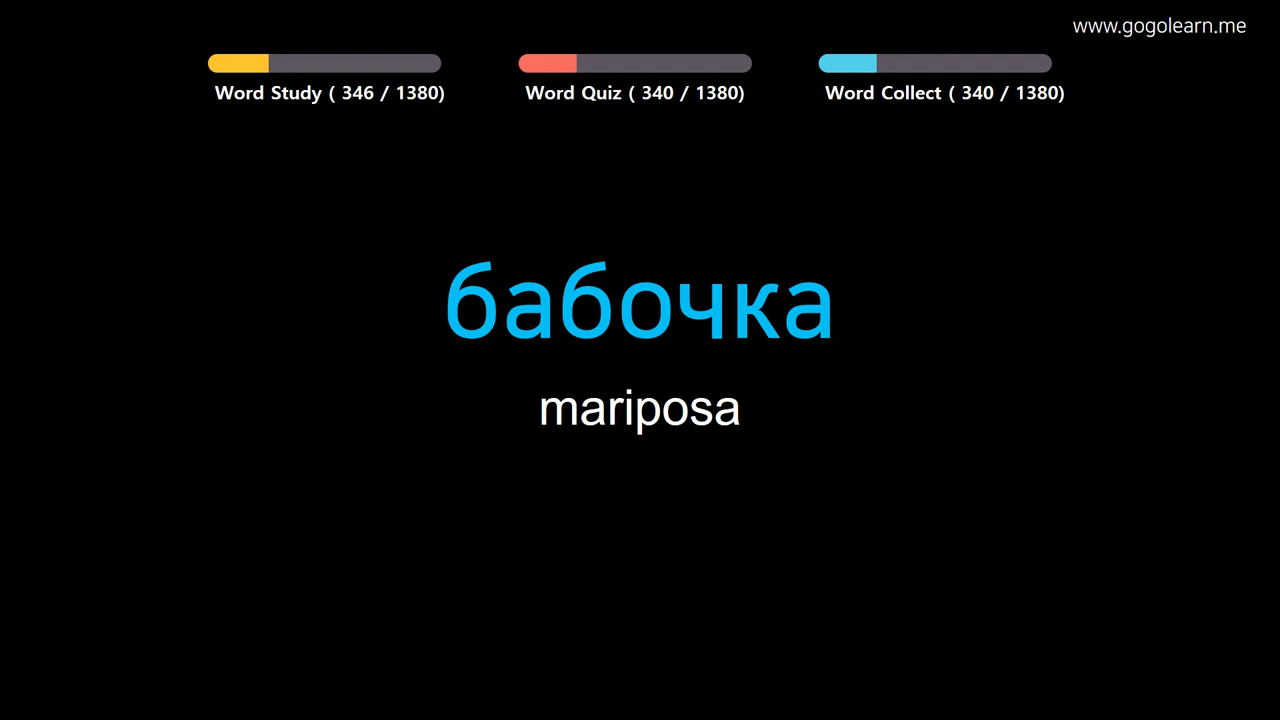 www.gogolearn.me
Word Study ( 346 / 1380)
Word Quiz ( 340 / 1380)
Word Collect ( 340 / 1380)
бабочка
mariposa